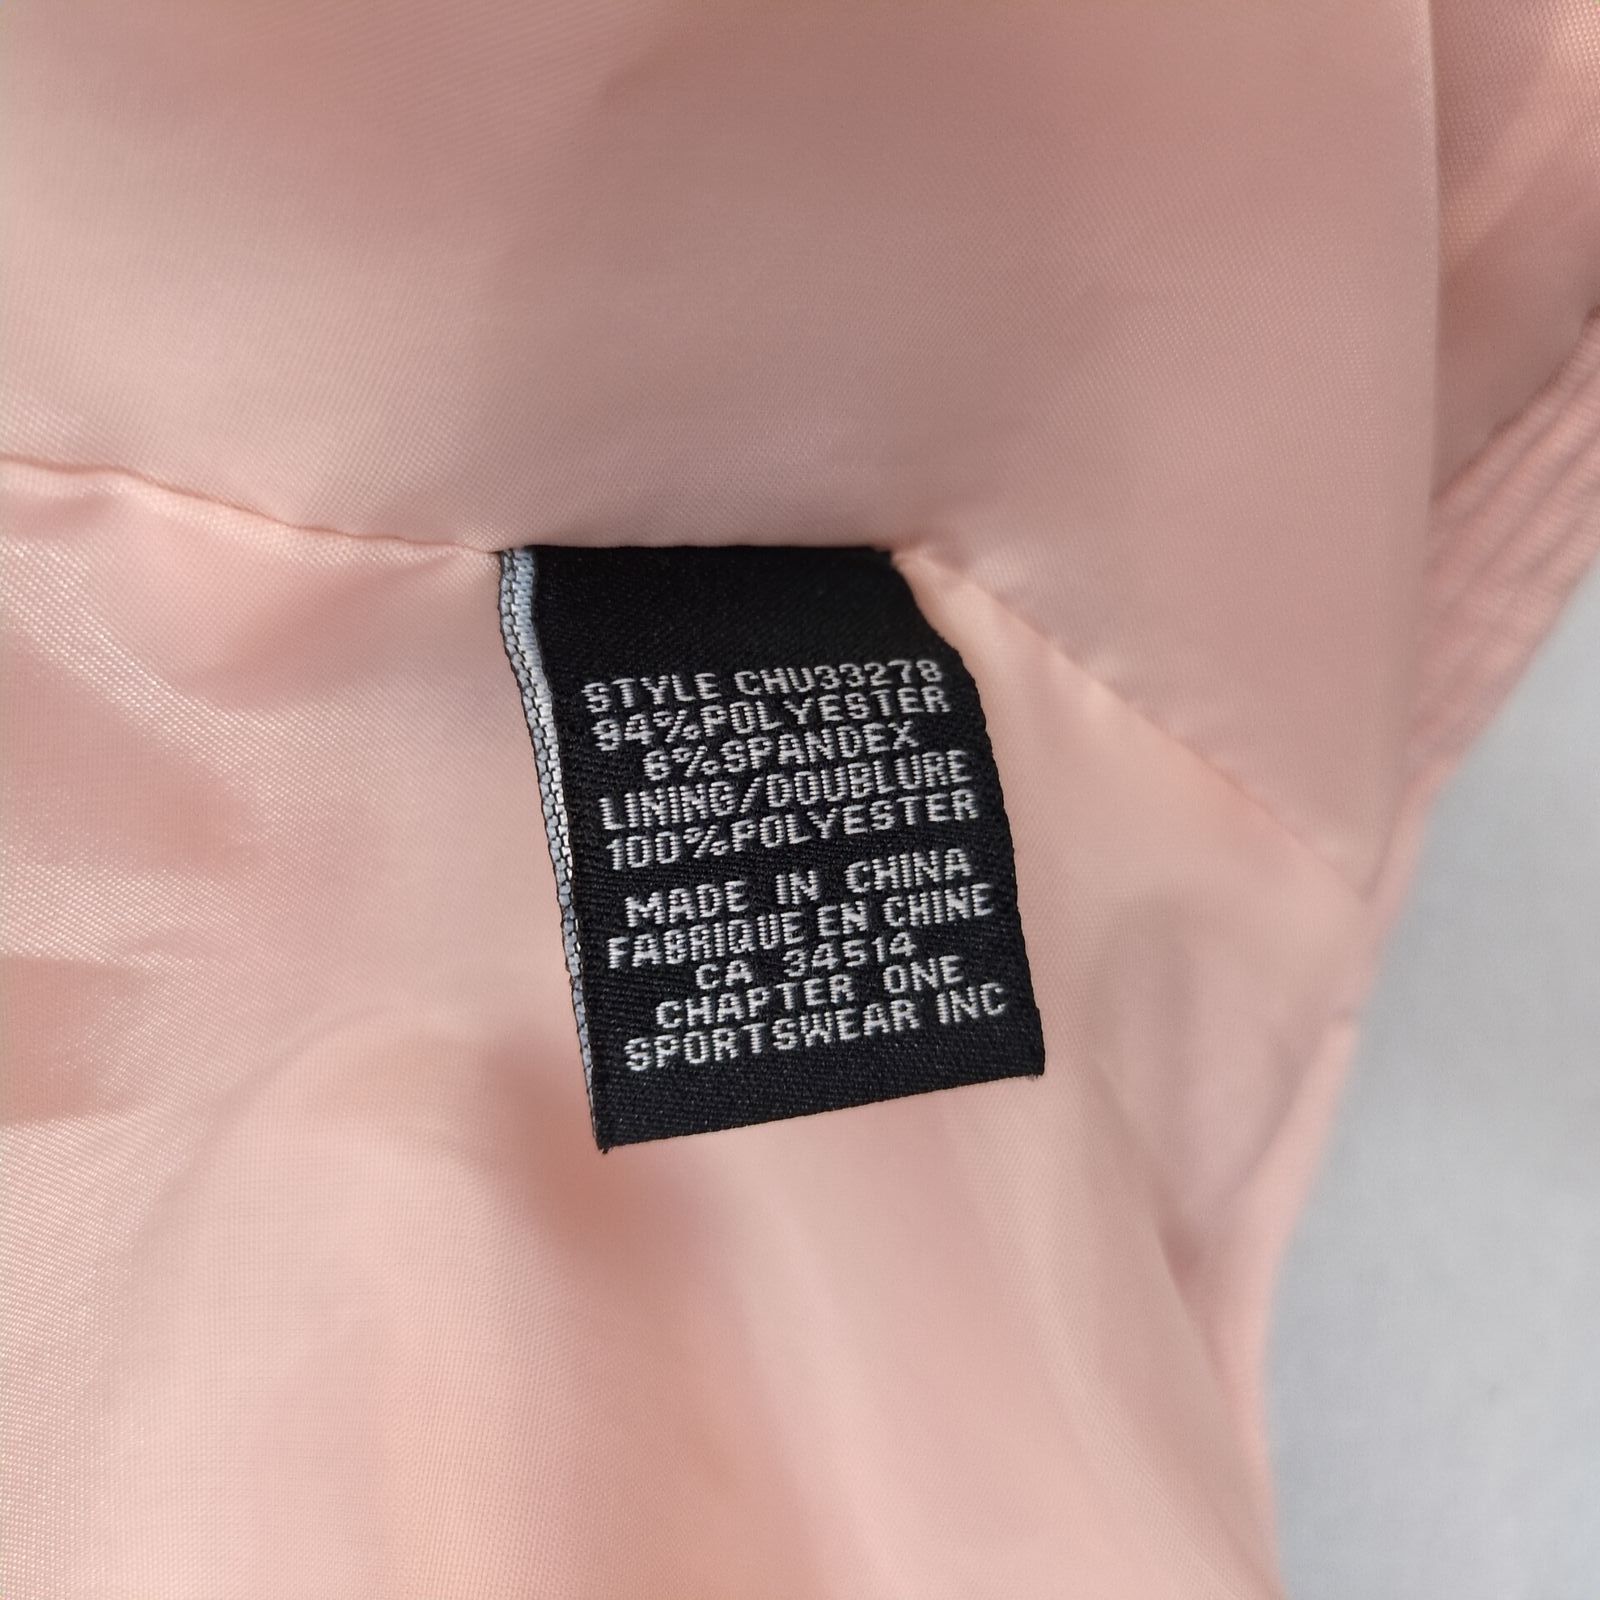 STYLE CHU33278
94%POLYESTER
6%SPANDEX
LINING/DOUBLURE
100%POLYESTER
MADE IN CHINA
FABRIQUE EN CHINE
CA 34514
CHAPTER ONE
SPORTSWEAR INC